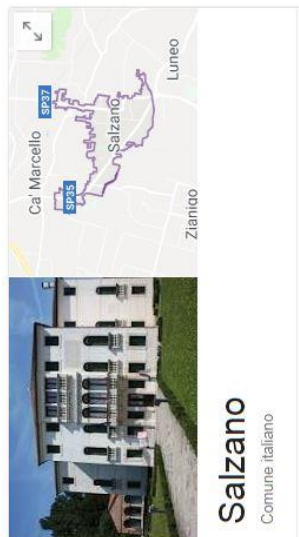 SP37
Luneo
Ca' Marcello
Salzano
SP35
Zianigo
Salzano
Comune italiano